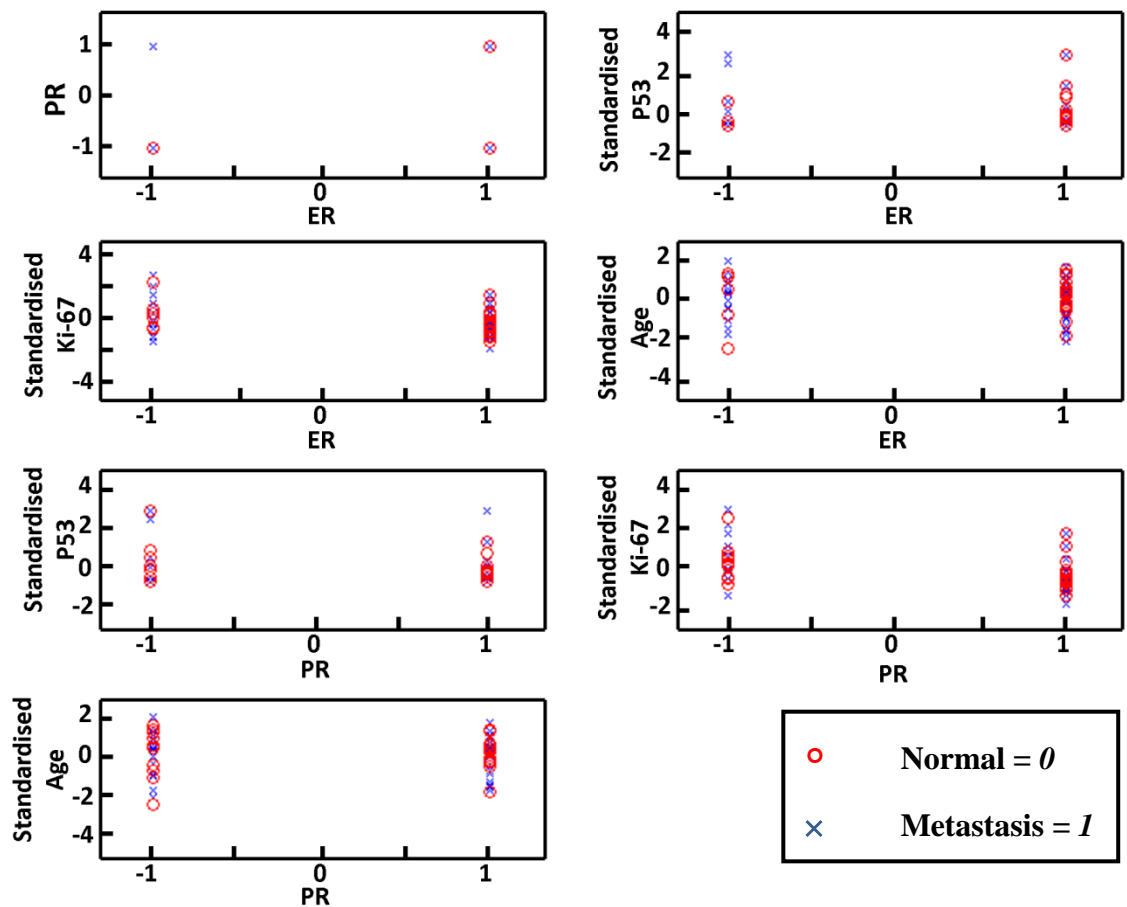 PR
1
0
-1
-1
0
1
ER
Standardised
P53
4
2
0
-2
-1
0
1
ER
Standardised
Ki-67
4
0
-4
-1
0
1
ER
Standardised
Age
2
0
-2
-4
-1
0
1
ER
Standardised
P53
4
2
0
-2
-1
0
1
PR
Standardised
Ki-67
4
2
0
-2
-1
0
1
PR
Standardised
Age
2
0
-2
-4
-1
0
1
PR
Normal = 0
Metastasis = 1